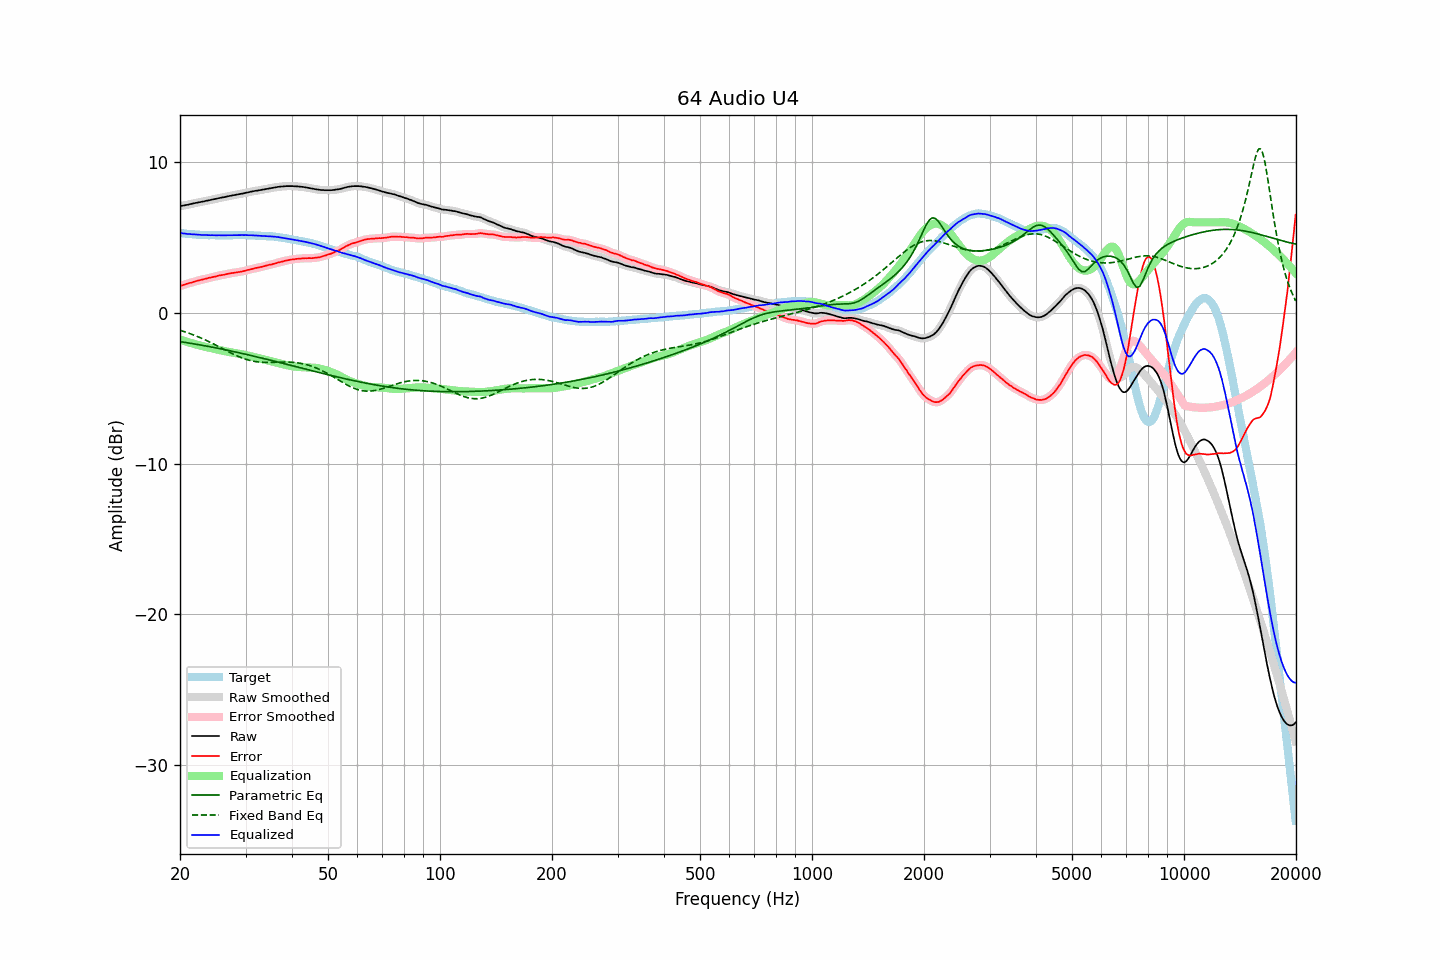 64 Audio U4
10
0
−10
−20
−30
Amplitude (dBr)
Target
Raw Smoothed
Error Smoothed
Raw
Error
Equalization
Parametric Eq
Fixed Band Eq
Equalized
20 50 100 200 500 1000 2000 5000 10000 20000
Frequency (Hz)